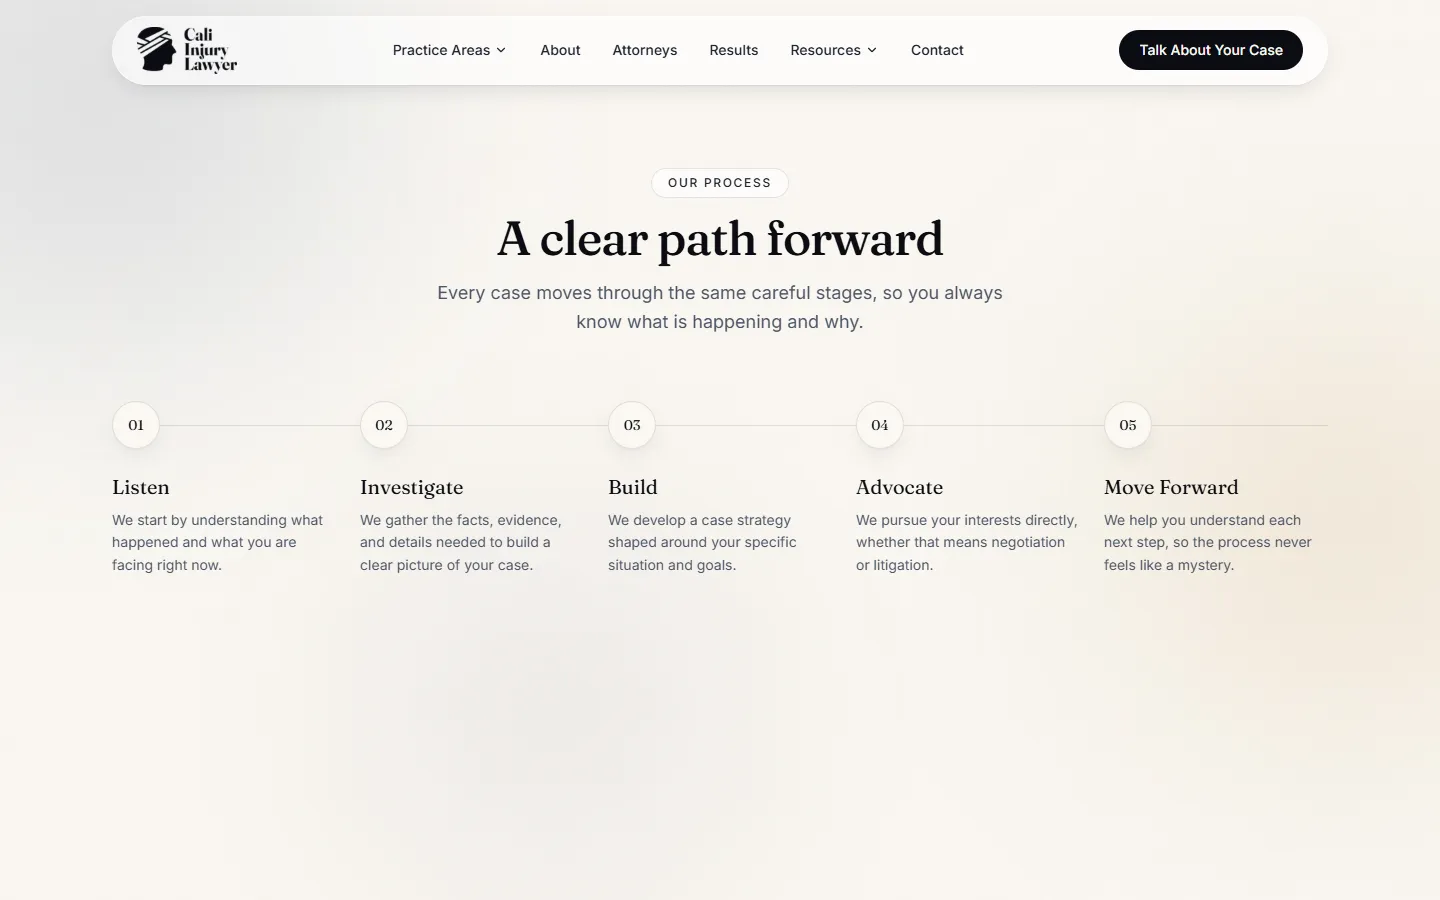 Cali
Injury
Lawyer
Practice Areas
About
Attorneys
Results
Resources
Contact
Talk About Your Case
OUR PROCESS
A clear path forward
Every case moves through the same careful stages, so you always
know what is happening and why.
01
02
03
04
05
Listen
We start by understanding what
happened and what you are
facing right now.
Investigate
We gather the facts, evidence,
and details needed to build a
clear picture of your case.
Build
We develop a case strategy
shaped around your specific
situation and goals.
Advocate
We pursue your interests directly,
whether that means negotiation
or litigation.
Move Forward
We help you understand each
next step, so the process never
feels like a mystery.